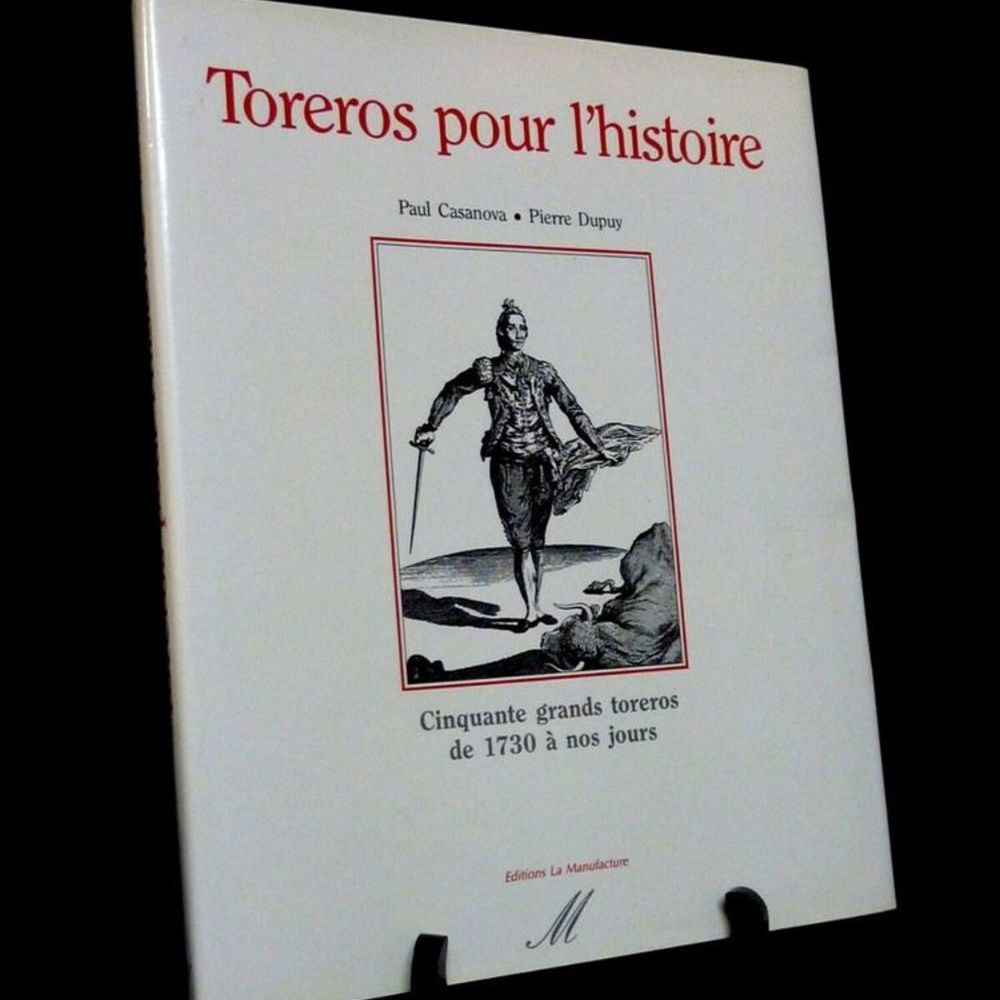 Toreros pour l'histoire
Paul Casanova • Pierre Dupuy
Cinquante grands toreros
de 1730 à nos jours
Editions La Manufacture
M